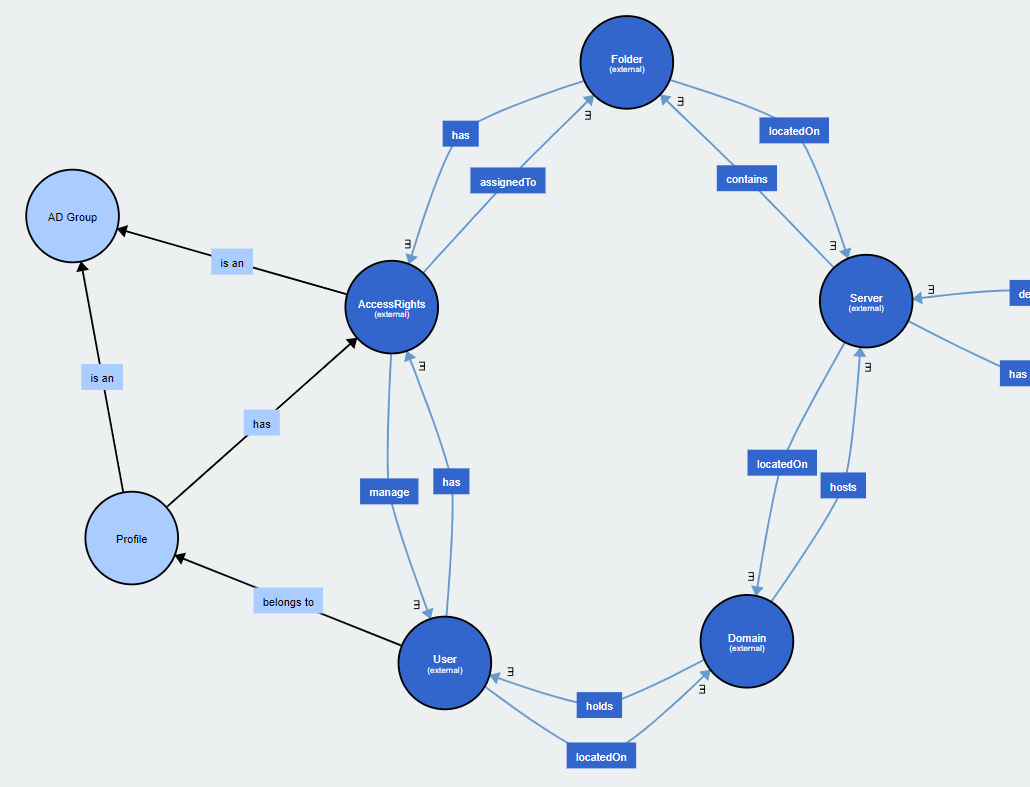 Folder
(external)
∃
∃
has
locatedOn
assignedTo
contains
AD Group
∃
∃
is an
AccessRights
(external)
Server
(external)
∃
de
∃
∃
has
is an
has
manage
has
locatedOn
hosts
Profile
∃
∃
belongs to
User
(external)
Domain
(external)
∃
∃
holds
locatedOn